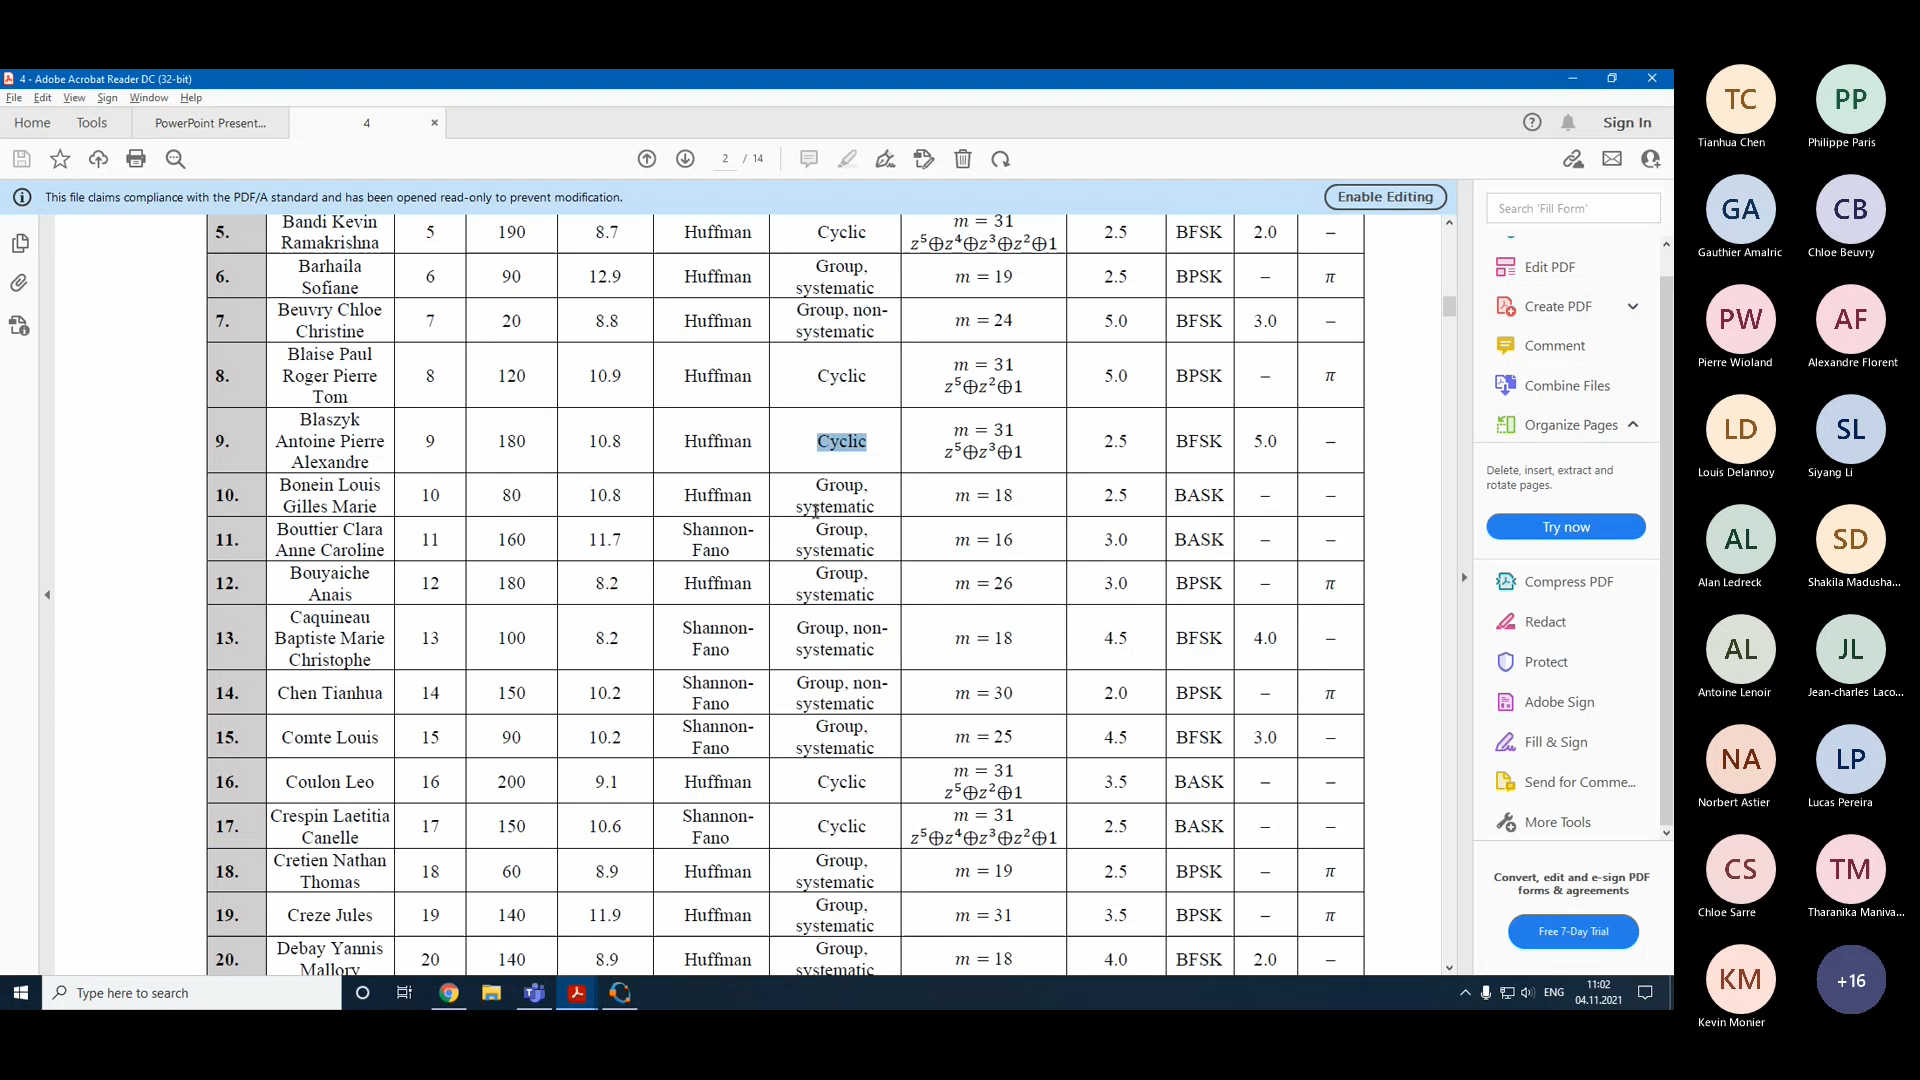 4 - Adobe Acrobat Reader DC (32-bit)
File Edit View Sign Window Help
Home Tools PowerPoint Present... 4 × Sign In
2 / 14
This file claims compliance with the PDF/A standard and has been opened read-only to prevent modification. Enable Editing
5. Bandi Kevin Ramakrishna 5 190 8.7 Huffman Cyclic m = 31 z⁵⊕z⁴⊕z³⊕z²⊕1 2.5 BFSK 2.0 –
6. Barhaila Sofiane 6 90 12.9 Huffman Group, systematic m = 19 2.5 BPSK – π
7. Beuvry Chloe Christine 7 20 8.8 Huffman Group, non-systematic m = 24 5.0 BFSK 3.0 –
8. Blaise Paul Roger Pierre Tom 8 120 10.9 Huffman Cyclic m = 31 z⁵⊕z²⊕1 5.0 BPSK – π
9. Blaszyk Antoine Pierre Alexandre 9 180 10.8 Huffman Cyclic m = 31 z⁵⊕z³⊕1 2.5 BFSK 5.0 –
10. Bonein Louis Gilles Marie 10 80 10.8 Huffman Group, systematic m = 18 2.5 BASK – –
11. Bouttier Clara Anne Caroline 11 160 11.7 Shannon-Fano Group, systematic m = 16 3.0 BASK – –
12. Bouyaiche Anais 12 180 8.2 Huffman Group, systematic m = 26 3.0 BPSK – π
13. Caquineau Baptiste Marie Christophe 13 100 8.2 Shannon-Fano Group, non-systematic m = 18 4.5 BFSK 4.0 –
14. Chen Tianhua 14 150 10.2 Shannon-Fano Group, non-systematic m = 30 2.0 BPSK – π
15. Comte Louis 15 90 10.2 Shannon-Fano Group, systematic m = 25 4.5 BFSK 3.0 –
16. Coulon Leo 16 200 9.1 Huffman Cyclic m = 31 z⁵⊕z²⊕1 3.5 BASK – –
17. Crespin Laetitia Canelle 17 150 10.6 Shannon-Fano Cyclic m = 31 z⁵⊕z⁴⊕z³⊕z²⊕1 2.5 BASK – –
18. Cretien Nathan Thomas 18 60 8.9 Huffman Group, systematic m = 19 2.5 BPSK – π
19. Creze Jules 19 140 11.9 Huffman Group, systematic m = 31 3.5 BPSK – π
20. Debay Yannis Mallory 20 140 8.9 Huffman Group, systematic m = 18 4.0 BFSK 2.0 –
Search 'Fill Form'
Edit PDF
Create PDF
Comment
Combine Files
Organize Pages
Delete, insert, extract and
rotate pages.
Try now
Compress PDF
Redact
Protect
Adobe Sign
Fill & Sign
Send for Comme...
More Tools
Convert, edit and e-sign PDF
forms & agreements
Free 7-Day Trial
Type here to search
ENG
11:02
04.11.2021
TC PP
Tianhua Chen Philippe Paris
GA CB
Gauthier Amalric Chloe Beuvry
PW AF
Pierre Wioland Alexandre Florent
LD SL
Louis Delannoy Siyang Li
AL SD
Alan Ledreck Shakila Madusha...
AL JL
Antoine Lenoir Jean-charles Laco...
NA LP
Norbert Astier Lucas Pereira
CS TM
Chloe Sarre Tharanika Maniva...
KM +16
Kevin Monier